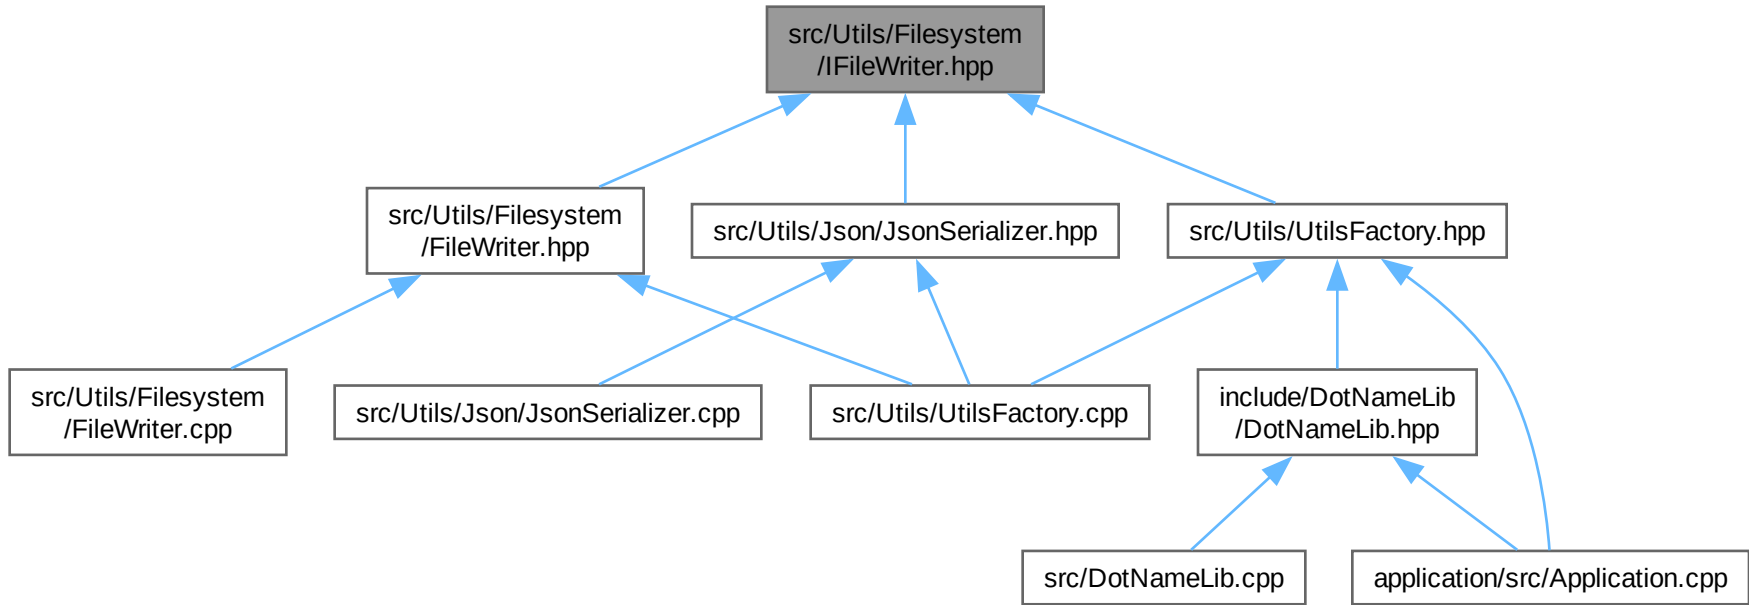 src/Utils/Filesystem
/IFileWriter.hpp
src/Utils/Filesystem
/FileWriter.hpp
src/Utils/Json/JsonSerializer.hpp
src/Utils/UtilsFactory.hpp
src/Utils/Filesystem
/FileWriter.cpp
src/Utils/Json/JsonSerializer.cpp
src/Utils/UtilsFactory.cpp
include/DotNameLib
/DotNameLib.hpp
src/DotNameLib.cpp
application/src/Application.cpp